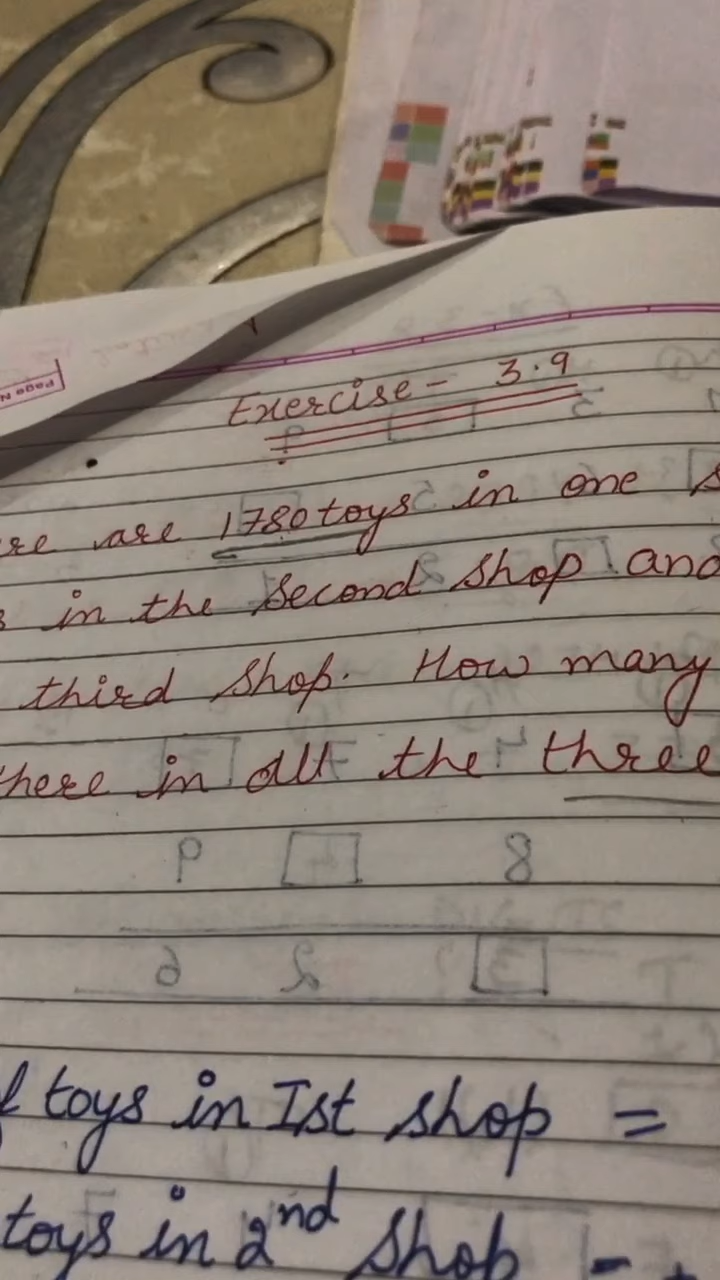 Page N
Exercise - 3.9
re are 1780 toys in one s
s in the second shop and
third shop. How many
here in all the three
f toys in Ist shop =
toys in 2nd shop =